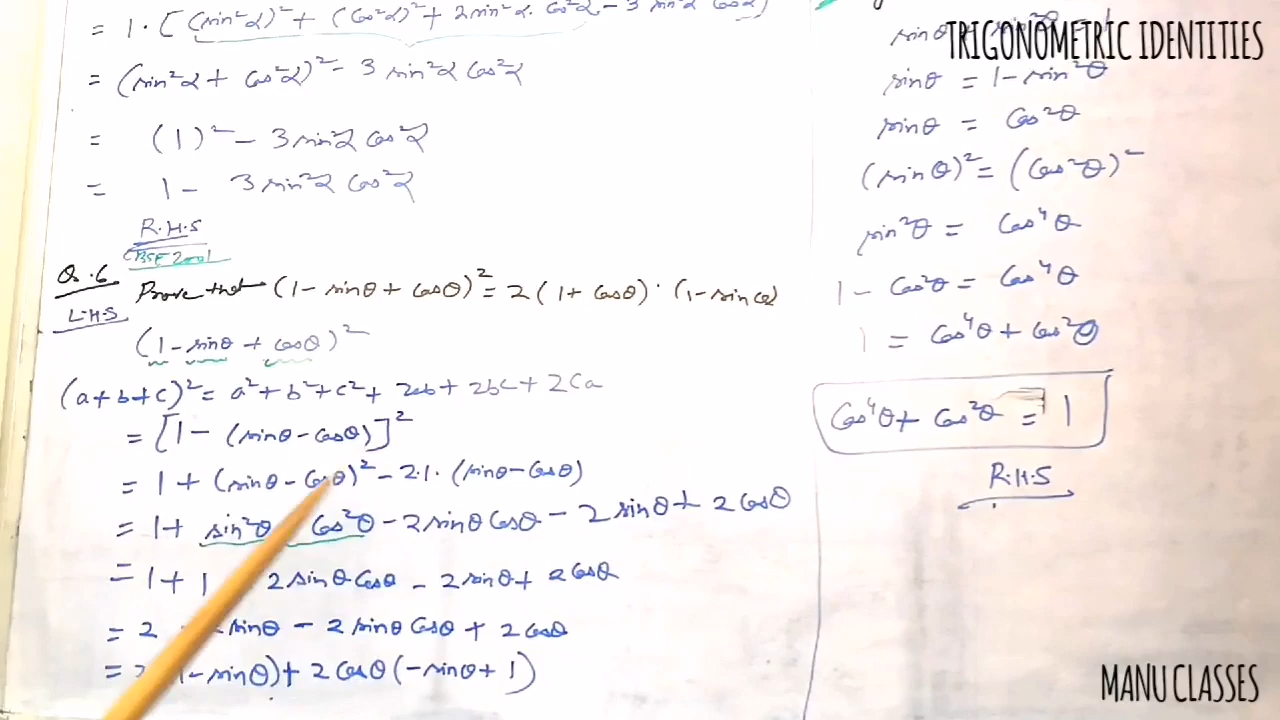 = 1 · [(sin²α)² + (cos²α)² + 2sin²α · cos²α - 3 sin²α cos²α]
= (sin²α + cos²α)² - 3 sin²α cos²α
= (1)² - 3 sin²α cos²α
= 1 - 3 sin²α cos²α
R.H.S
CBSE 2001
Q.6 Prove that (1 - sinθ + cosθ)² = 2(1 + cosθ) · (1 - sin
L.H.S
(1 - sinθ + cosθ)²
(a+b+c)² = a² + b² + c² + 2ab + 2bc + 2ca
= [1 - (sinθ - cosθ)]²
= 1 + (sinθ - cosθ)² - 2·1· (sinθ - cosθ)
= 1 + sin²θ cos²θ - 2 sinθ cosθ - 2 sinθ + 2 cosθ
= 1 + 1 2 sinθ cosθ - 2 sinθ + 2 cosθ
= 2 sinθ - 2 sinθ cosθ + 2 cosθ
= 1 - sinθ) + 2 cosθ (-sinθ + 1)
TRIGONOMETRIC IDENTITIES
sinθ = 1 - sin²θ
sinθ = cos²θ
(sinθ)² = (cos²θ)²
sin²θ = cos⁴θ
1 - cos²θ = cos⁴θ
1 = cos⁴θ + cos²θ
cos⁴θ + cos²θ = 1
R.H.S
MANU CLASSES